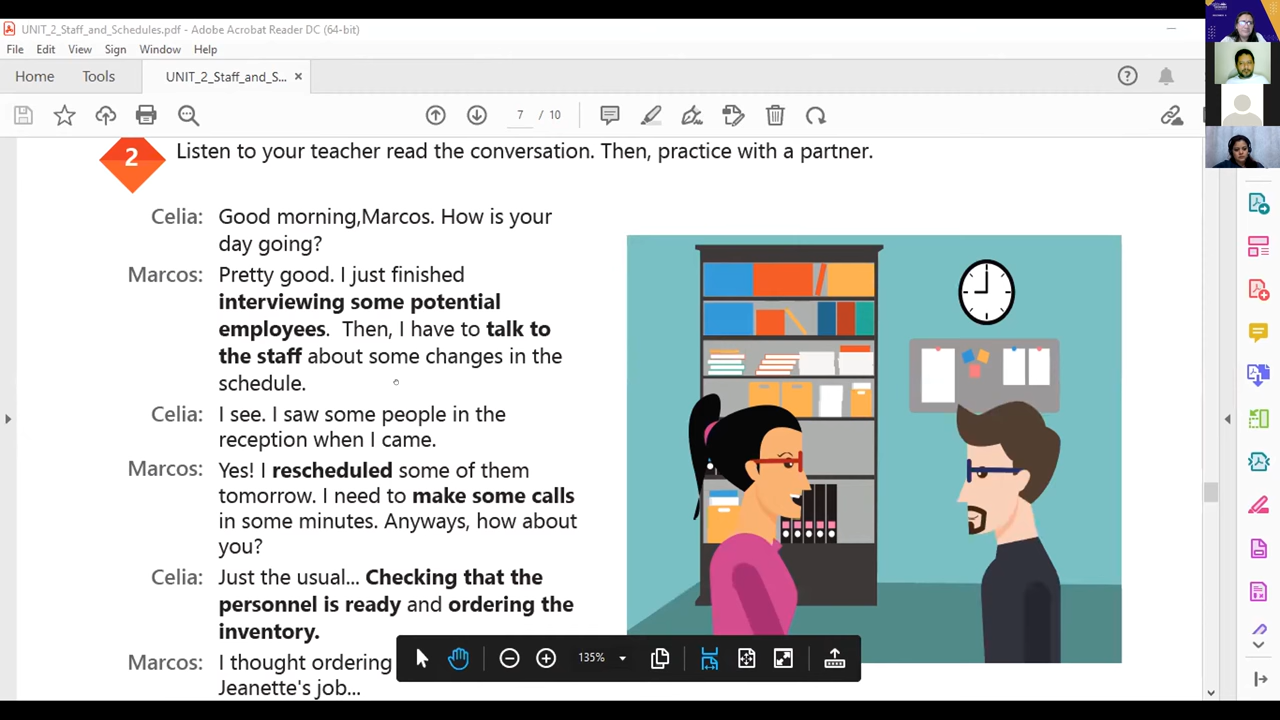 UNIT_2_Staff_and_Schedules.pdf - Adobe Acrobat Reader DC (64-bit)
File Edit View Sign Window Help
Home Tools UNIT_2_Staff_and_S... ×
7 / 10
2 Listen to your teacher read the conversation. Then, practice with a partner.
Celia: Good morning,Marcos. How is your
day going?
Marcos: Pretty good. I just finished
interviewing some potential
employees. Then, I have to talk to
the staff about some changes in the
schedule.
Celia: I see. I saw some people in the
reception when I came.
Marcos: Yes! I rescheduled some of them
tomorrow. I need to make some calls
in some minutes. Anyways, how about
you?
Celia: Just the usual... Checking that the
personnel is ready and ordering the
inventory.
Marcos: I thought ordering
Jeanette's job...
135%